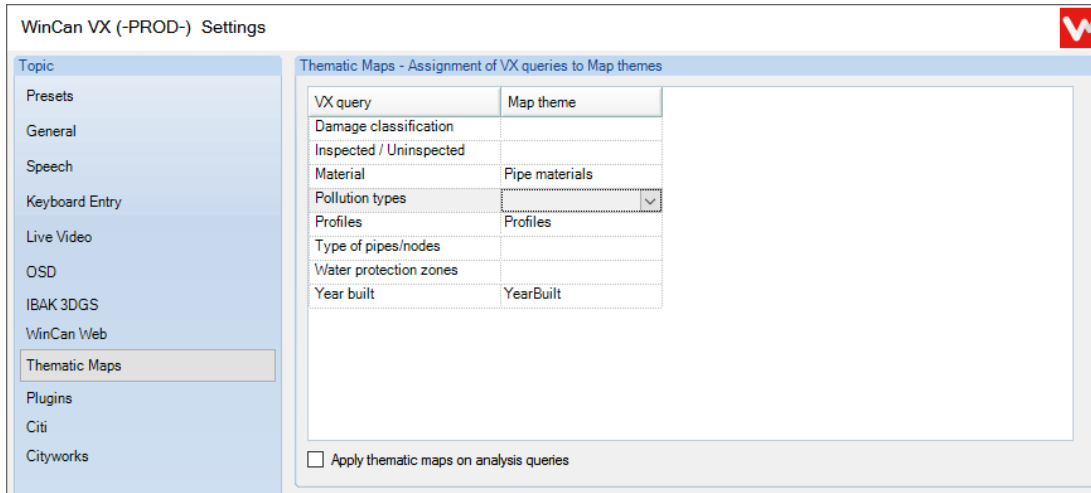 WinCan VX (-PROD-) Settings
Topic
Presets
General
Speech
Keyboard Entry
Live Video
OSD
IBAK 3DGS
WinCan Web
Thematic Maps
Plugins
Citi
Cityworks
Thematic Maps - Assignment of VX queries to Map themes
VX query Map theme
Damage classification
Inspected / Uninspected
Material Pipe materials
Pollution types
Profiles Profiles
Type of pipes/nodes
Water protection zones
Year built YearBuilt
Apply thematic maps on analysis queries